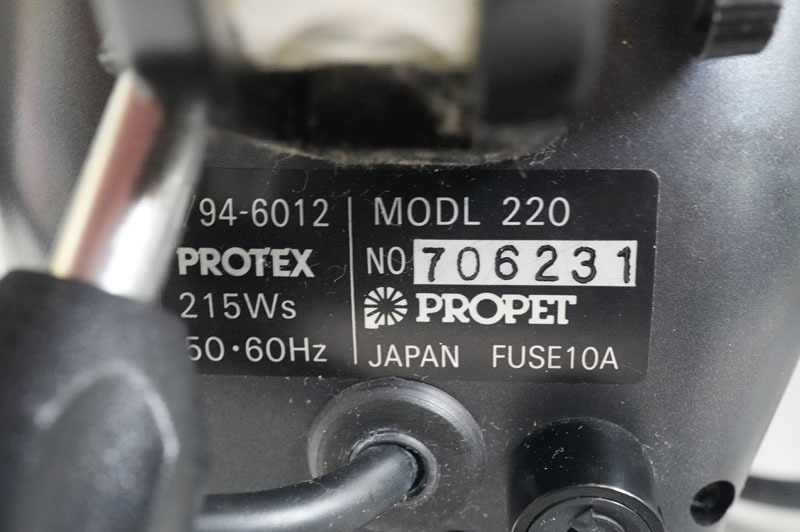 /94-6012
PROTEX
215Ws
50·60Hz
MODL 220
NO 706231
PROPET
JAPAN FUSE10A